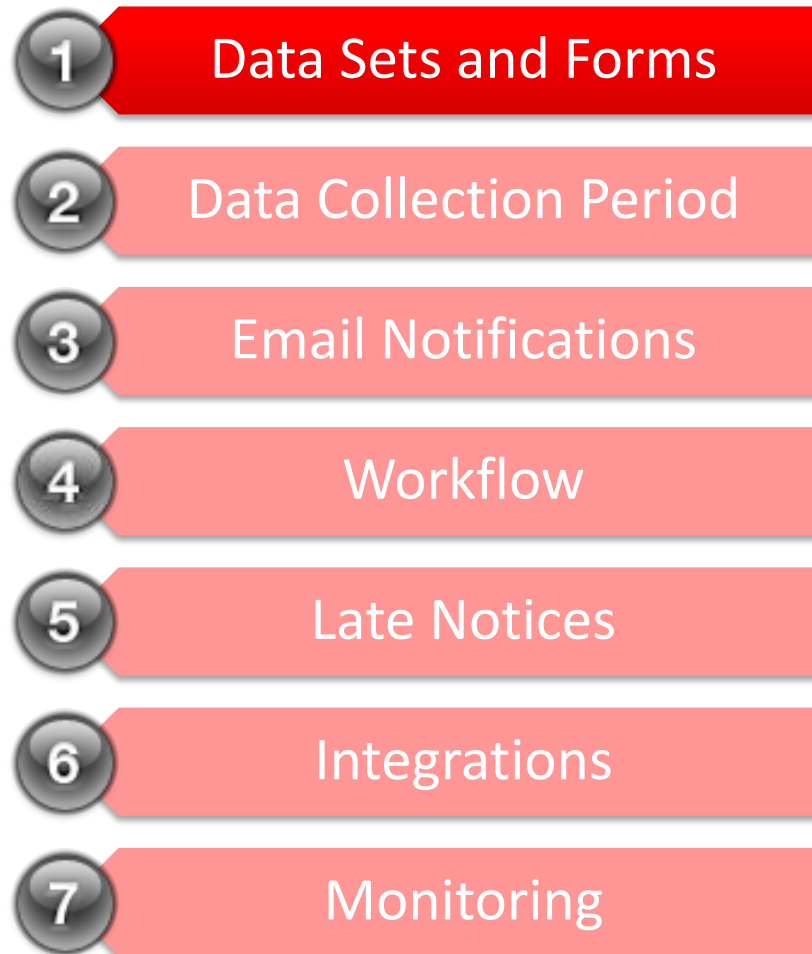 1 Data Sets and Forms
2 Data Collection Period
3 Email Notifications
4 Workflow
5 Late Notices
6 Integrations
7 Monitoring